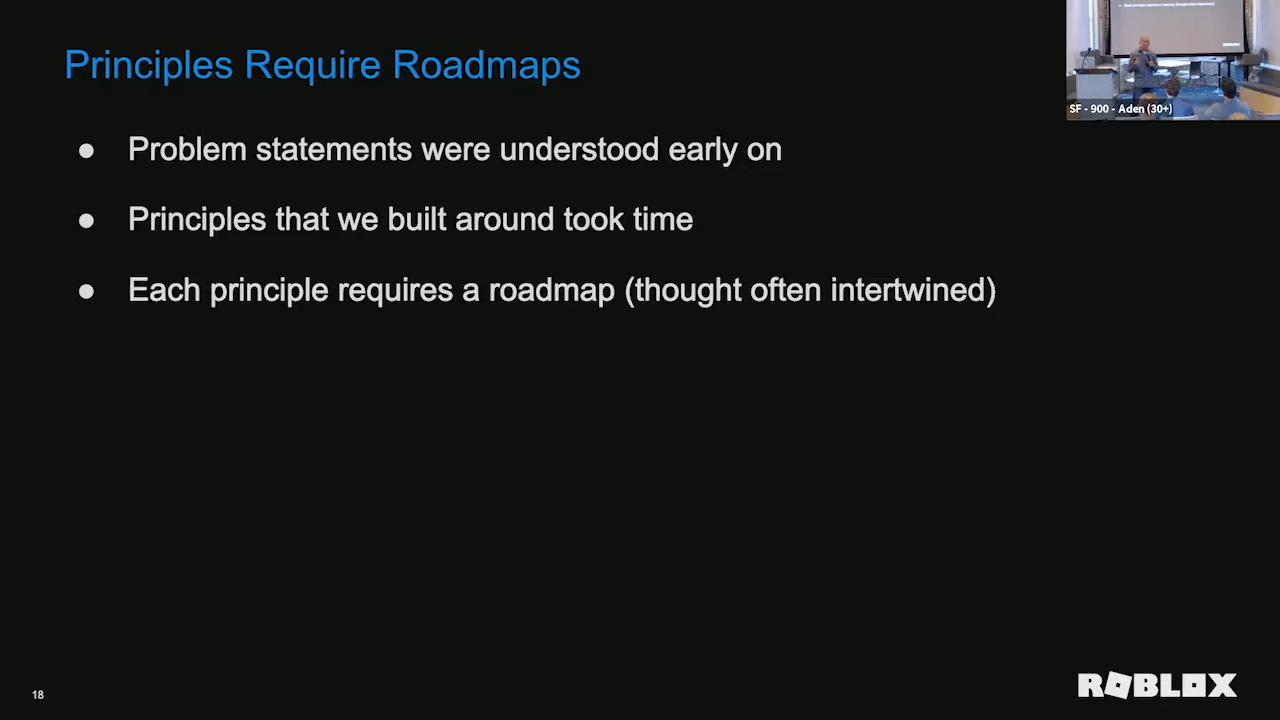 Principles Require Roadmaps
● Problem statements were understood early on
● Principles that we built around took time
● Each principle requires a roadmap (thought often intertwined)
SF - 900 - Aden (30+)
18
ROBLOX